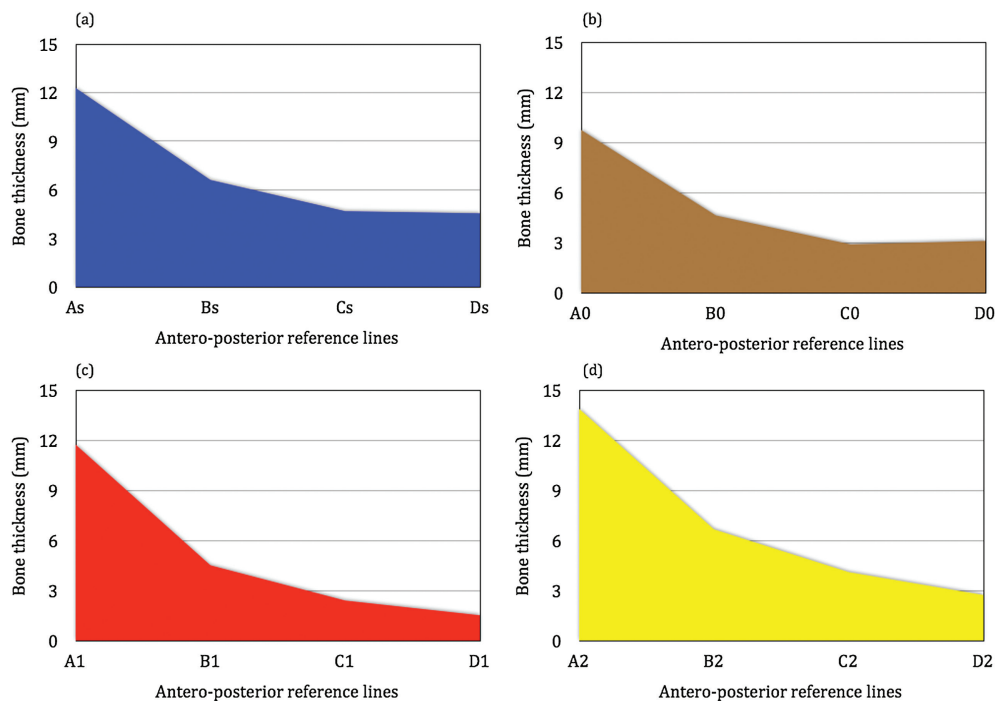 (a)
Bone thickness (mm)
15
12
9
6
3
0
As Bs Cs Ds
Antero-posterior reference lines
(b)
Bone thickness (mm)
15
12
9
6
3
0
A0 B0 C0 D0
Antero-posterior reference lines
(c)
Bone thickness (mm)
15
12
9
6
3
0
A1 B1 C1 D1
Antero-posterior reference lines
(d)
Bone thickness (mm)
15
12
9
6
3
0
A2 B2 C2 D2
Antero-posterior reference lines